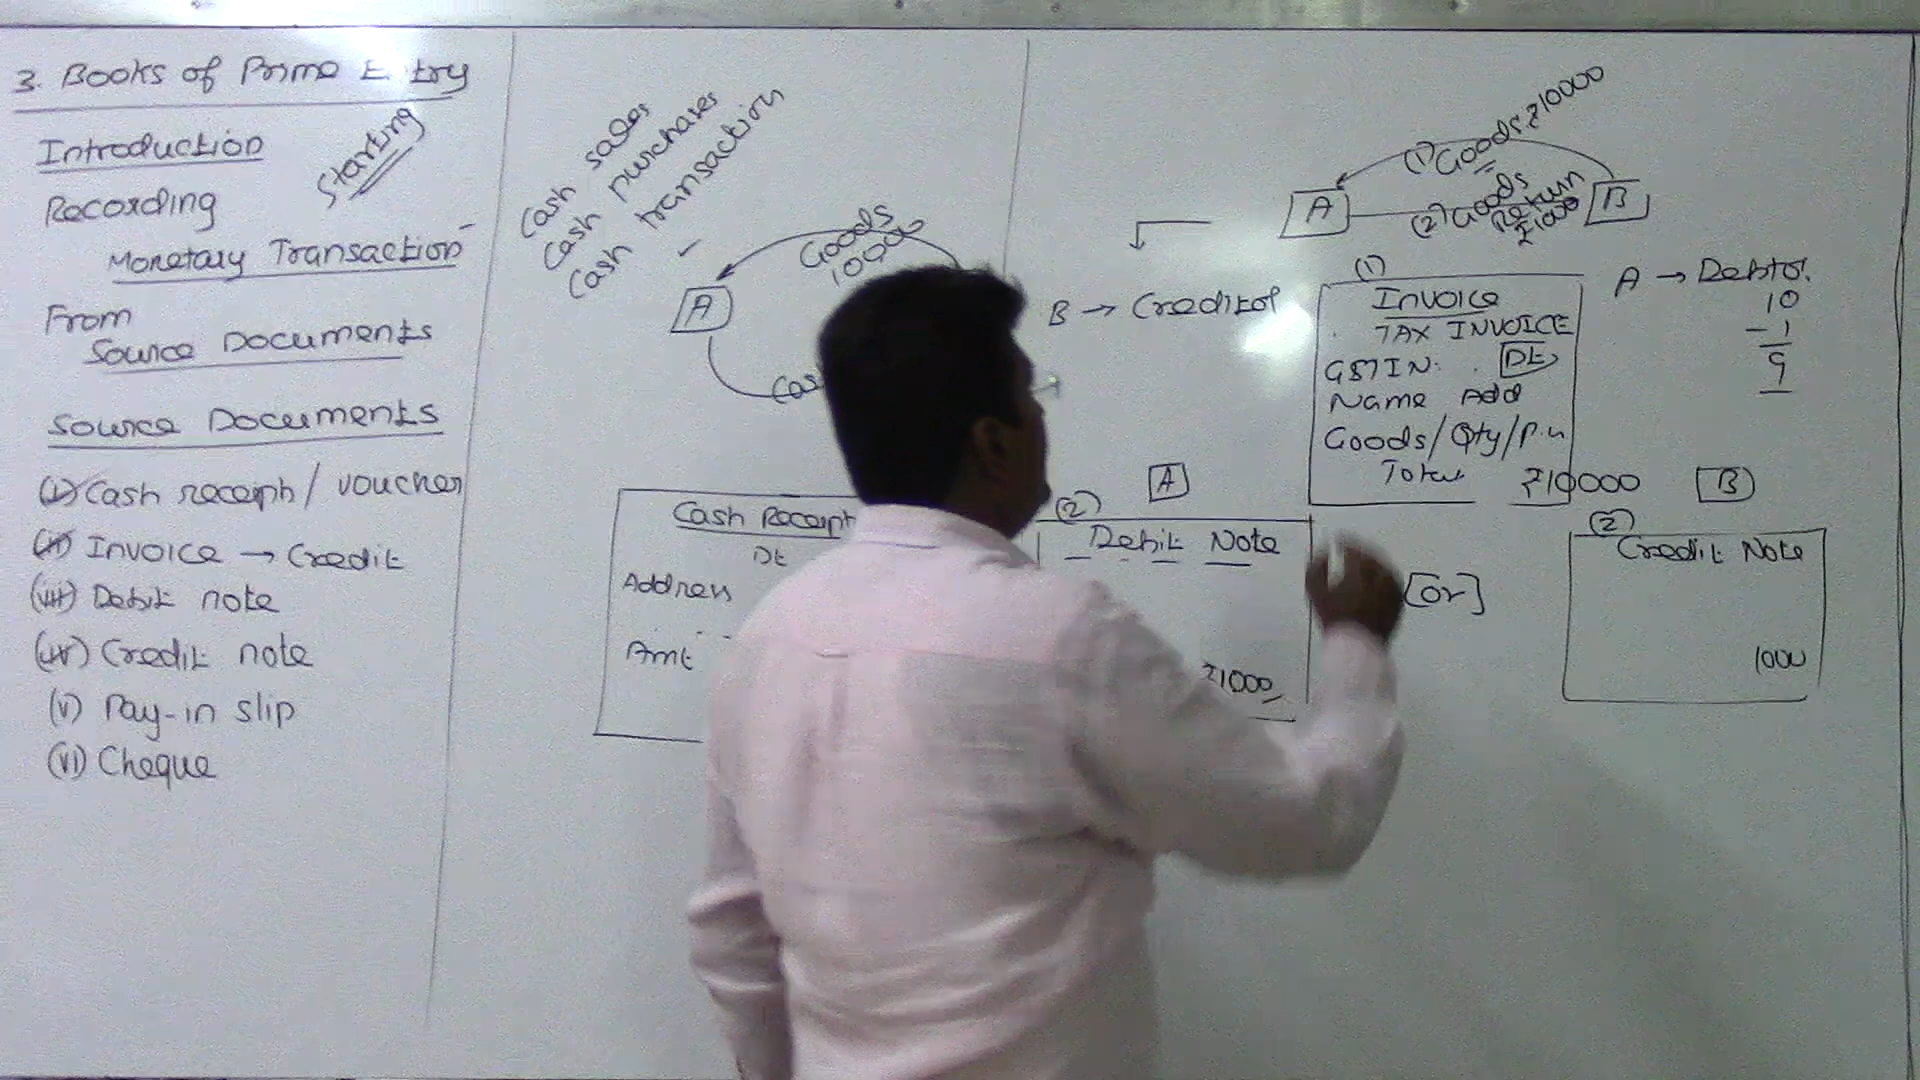 3. Books of Prime Entry
Introduction
Starting
Recording
Monetary Transaction
From
Source Documents
Source Documents
(i) Cash receipt / voucher
(ii) Invoice → Credit
(iii) Debit note
(iv) Credit note
(v) Pay-in slip
(vi) Cheque
Cash sales
Cash purchases
Cash transaction
Goods
10000
A
Cash Receipt
Dt
Address
Amt
(1) Goods ₹10000
A
(2) Goods
Return
₹1000
B
B → Creditor
(1)
Invoice
TAX INVOICE
GSTIN. Dt
Name Add
Goods/Qty/P.u
Total ₹10000
A → Debtor
10
- 1
9
A
(2)
Debit Note
₹1000
[or]
B
(2)
Credit Note
1000